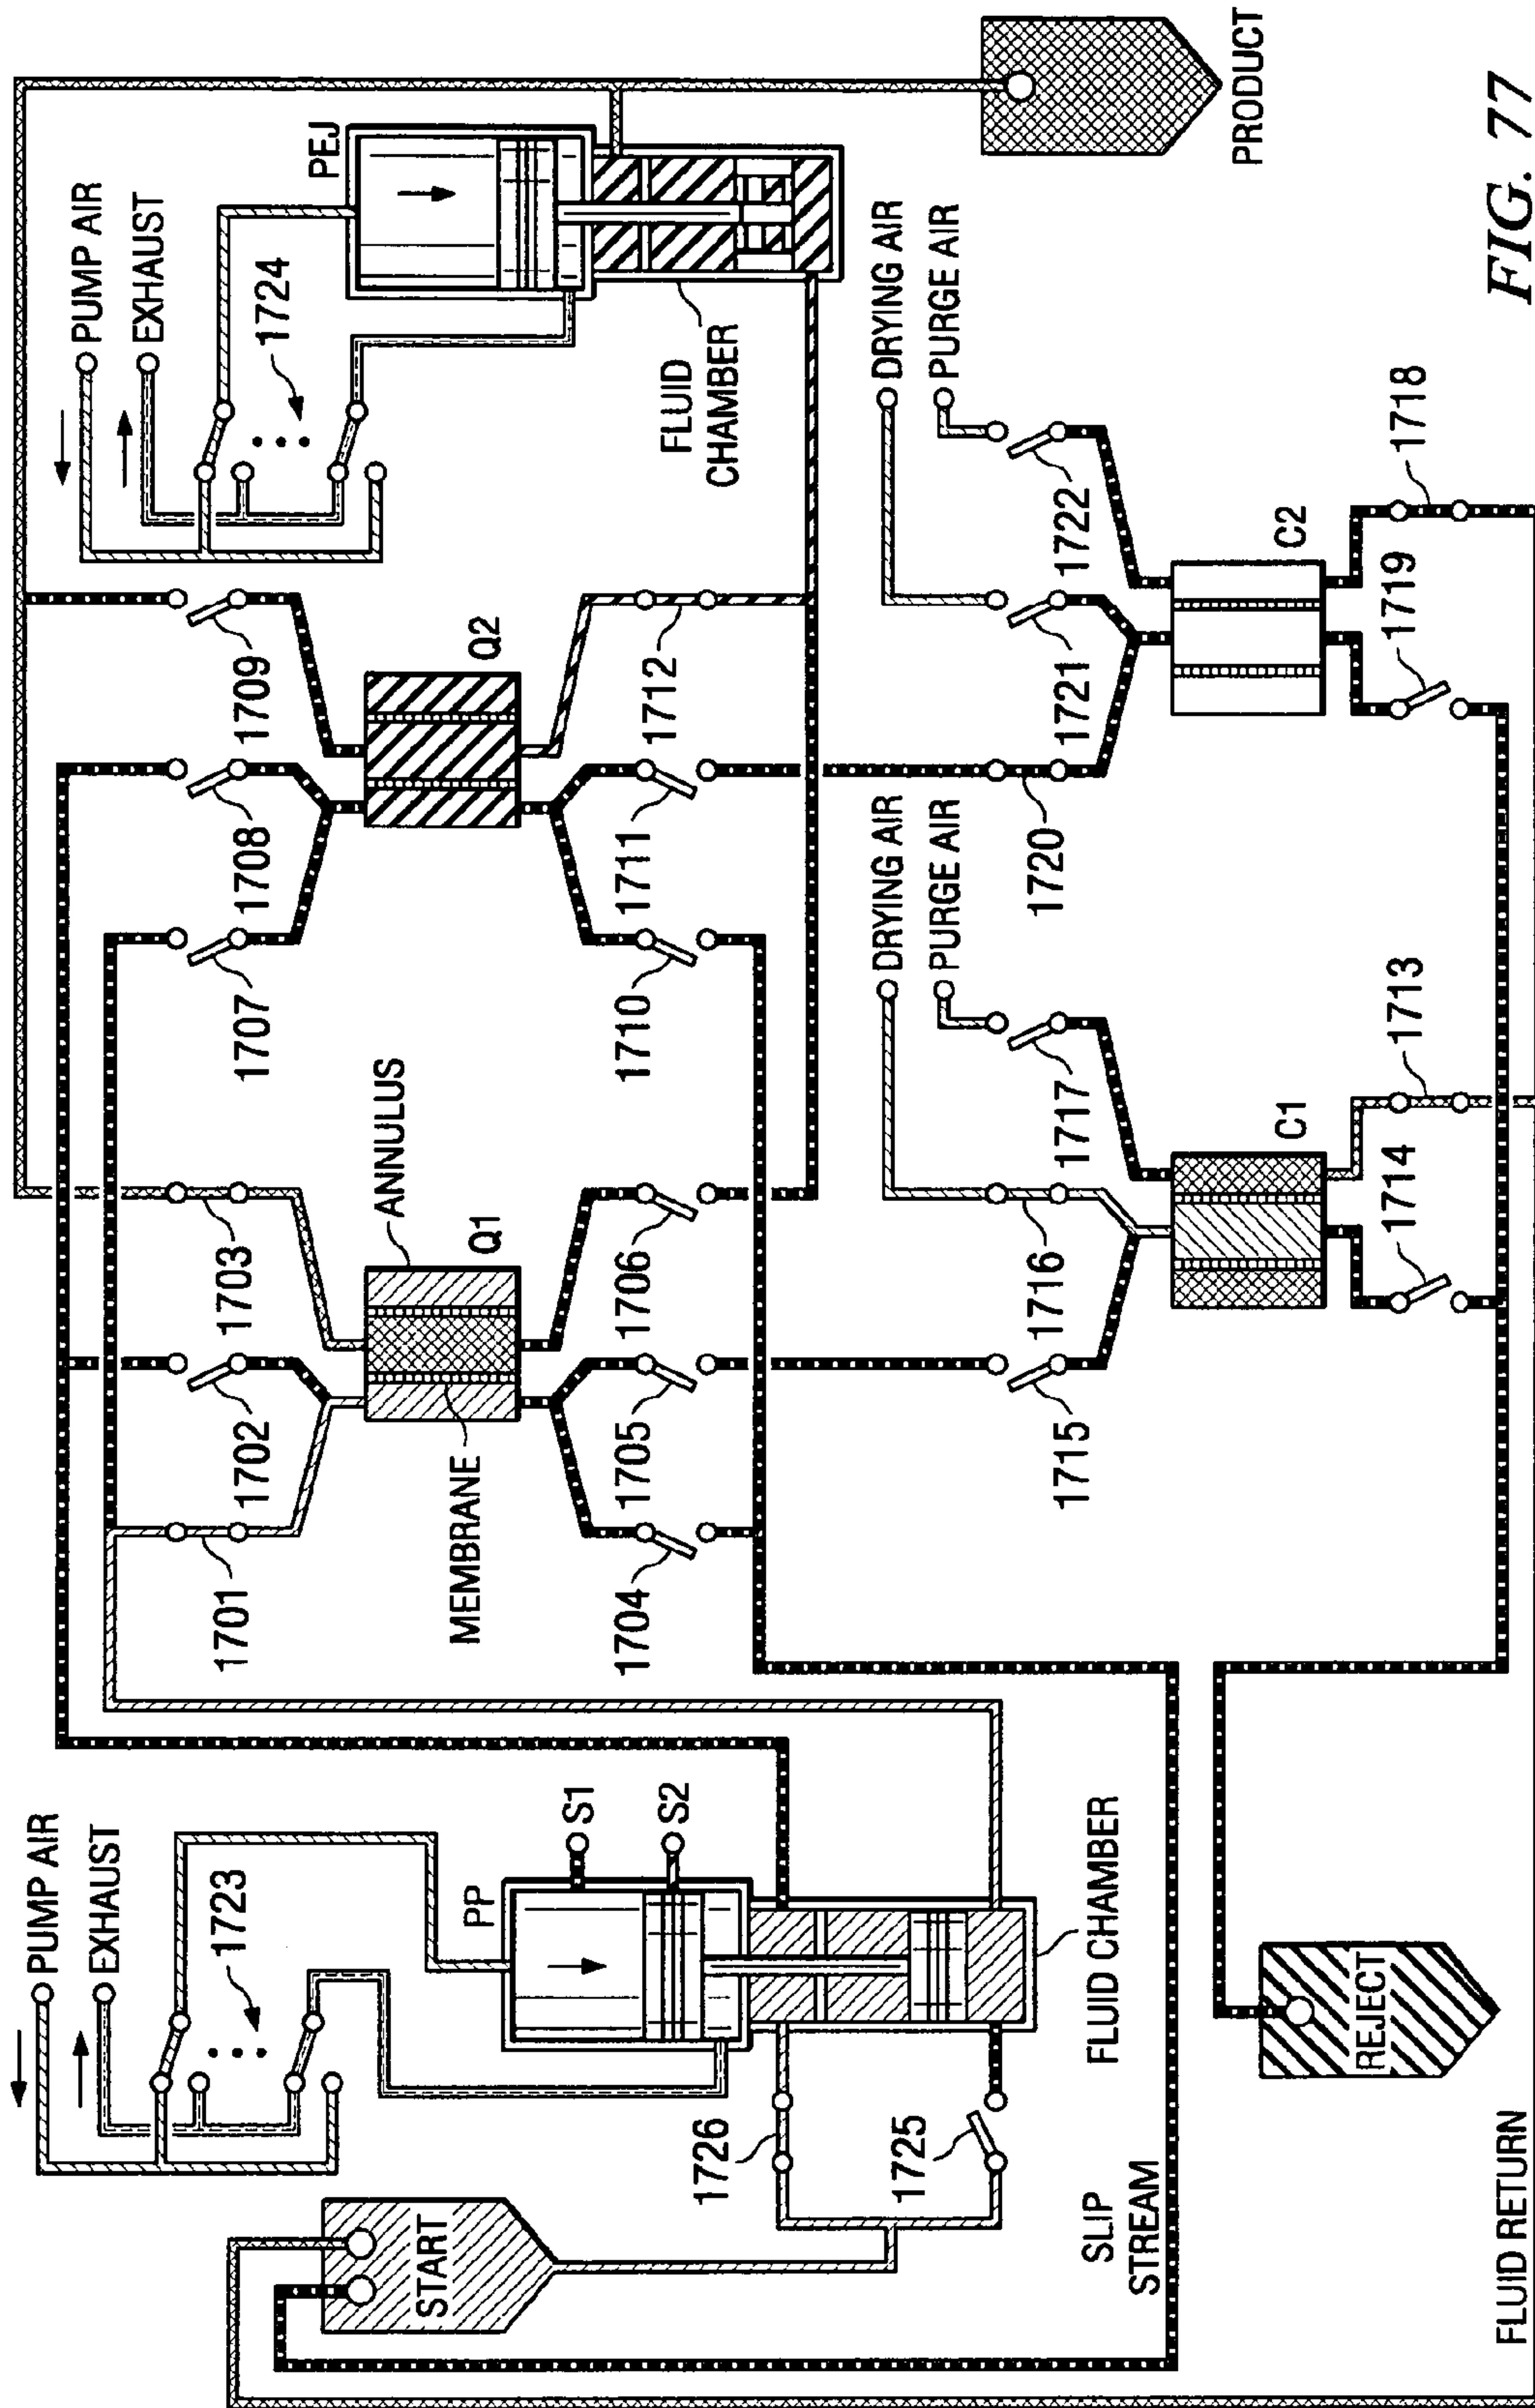 PUMP AIR
EXHAUST
1723
PP
S1
S2
START
1726
1725
FLUID CHAMBER
SLIP
STREAM
REJECT
FLUID RETURN
1701
1702
1703
MEMBRANE
ANNULUS
Q1
1704
1705
1706
1707
1708
1709
Q2
1710
1711
1712
PUMP AIR
EXHAUST
1724
PEJ
FLUID
CHAMBER
DRYING AIR
PURGE AIR
1715
1716
1717
C1
1714
1713
DRYING AIR
PURGE AIR
1720
1721
1722
C2
1719
1718
PRODUCT
FIG. 77